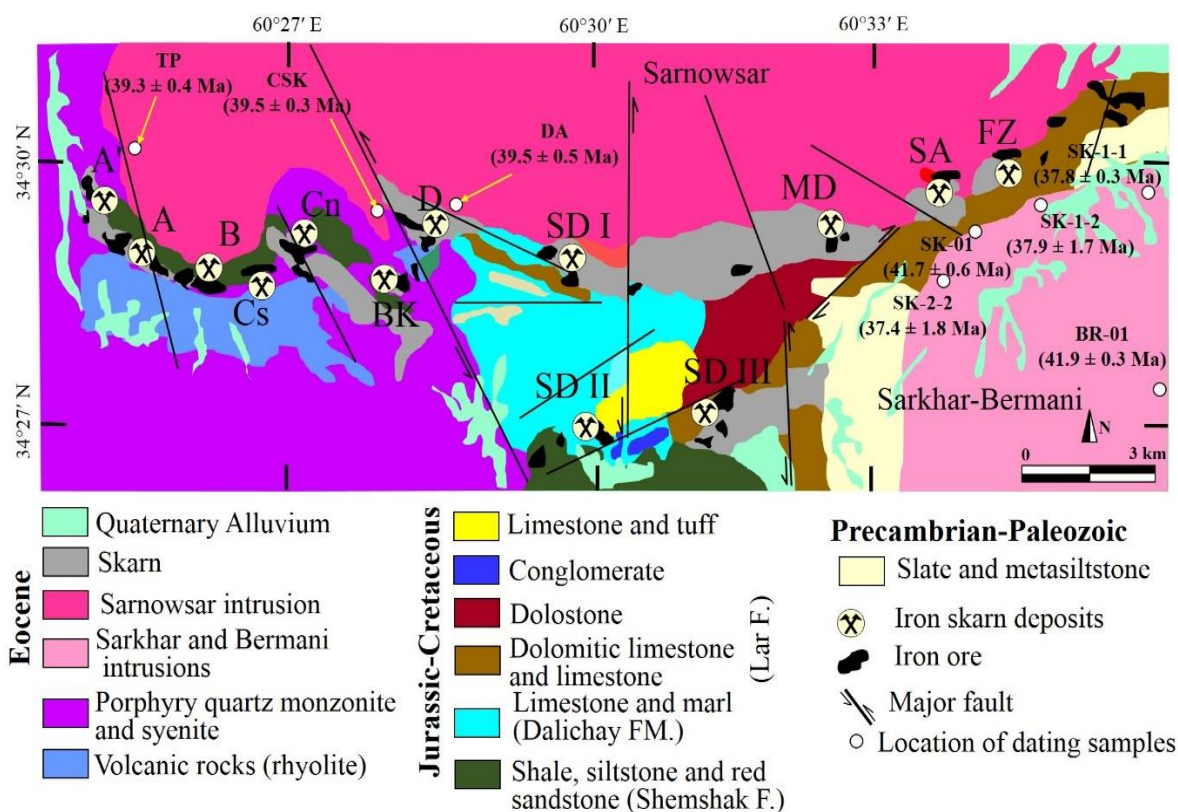 60°27' E
60°30' E
60°33' E
TP
(39.3 ± 0.4 Ma)
CSK
(39.5 ± 0.3 Ma)
Sarnowsar
DA
(39.5 ± 0.5 Ma)
34°30' N
A'
A
B
Cn
D
SD I
MD
SA
FZ
SK-1-1
(37.8 ± 0.3 Ma)
SK-1-2
(37.9 ± 1.7 Ma)
SK-01
(41.7 ± 0.6 Ma)
SK-2-2
(37.4 ± 1.8 Ma)
Cs
BK
BR-01
(41.9 ± 0.3 Ma)
SD II
SD III
Sarkhar-Bermani
34°27' N
N
0
3 km
Eocene
Quaternary Alluvium
Skarn
Sarnowsar intrusion
Sarkhar and Bermani
intrusions
Porphyry quartz monzonite
and syenite
Volcanic rocks (rhyolite)
Jurassic-Cretaceous
Limestone and tuff
Conglomerate
Dolostone
Dolomitic limestone
and limestone
(Lar F.)
Limestone and marl
(Dalichay FM.)
Shale, siltstone and red
sandstone (Shemshak F.)
Precambrian-Paleozoic
Slate and metasiltstone
Iron skarn deposits
Iron ore
Major fault
Location of dating samples